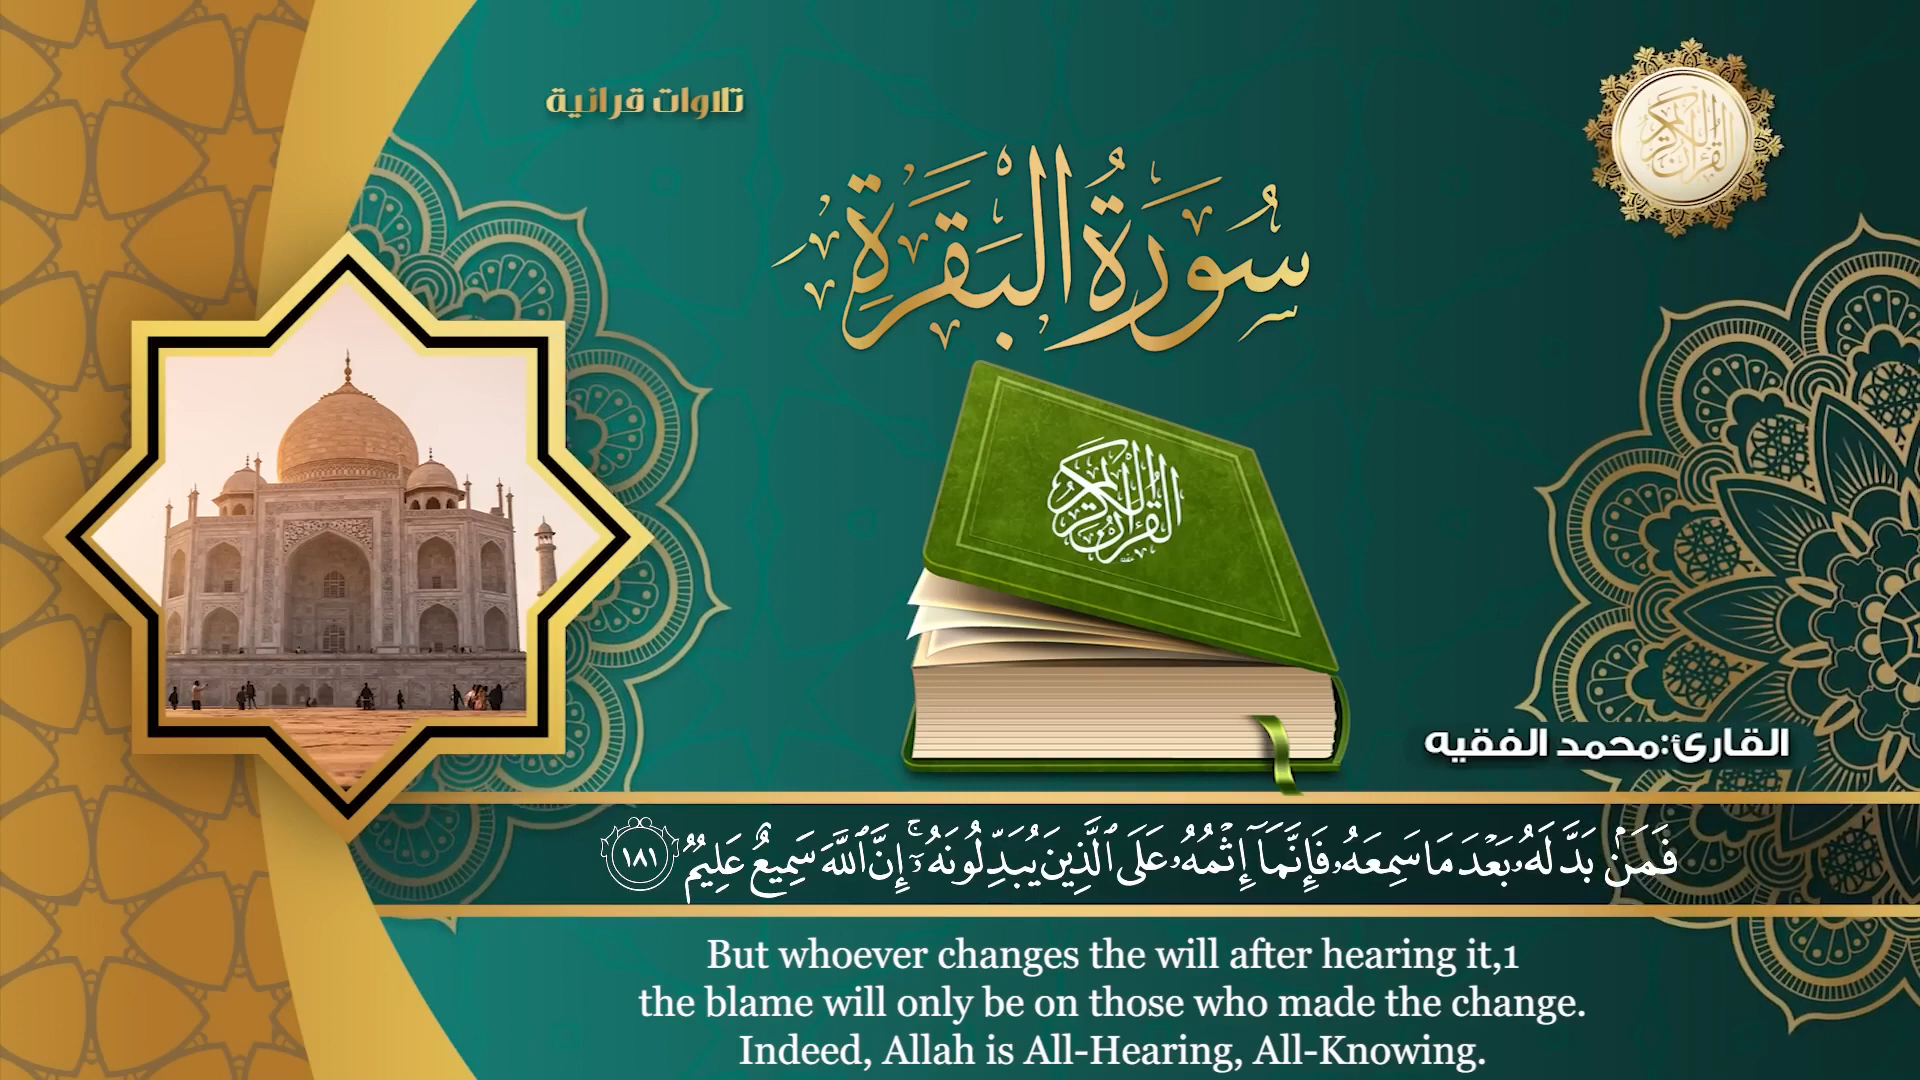 تلاوات قرانية
القرآن الكريم
سُورَةُ البَقَرَةِ
القرآن الكريم
القارئ:محمد الفقيه
فَمَنۢ بَدَّلَهُۥ بَعۡدَ مَا سَمِعَهُۥ فَإِنَّمَآ إِثۡمُهُۥ عَلَى ٱلَّذِينَ يُبَدِّلُونَهُۥٓۚ إِنَّ ٱللَّهَ سَمِيعٌ عَلِيمٞ ١٨١
But whoever changes the will after hearing it,1
the blame will only be on those who made the change.
Indeed, Allah is All-Hearing, All-Knowing.